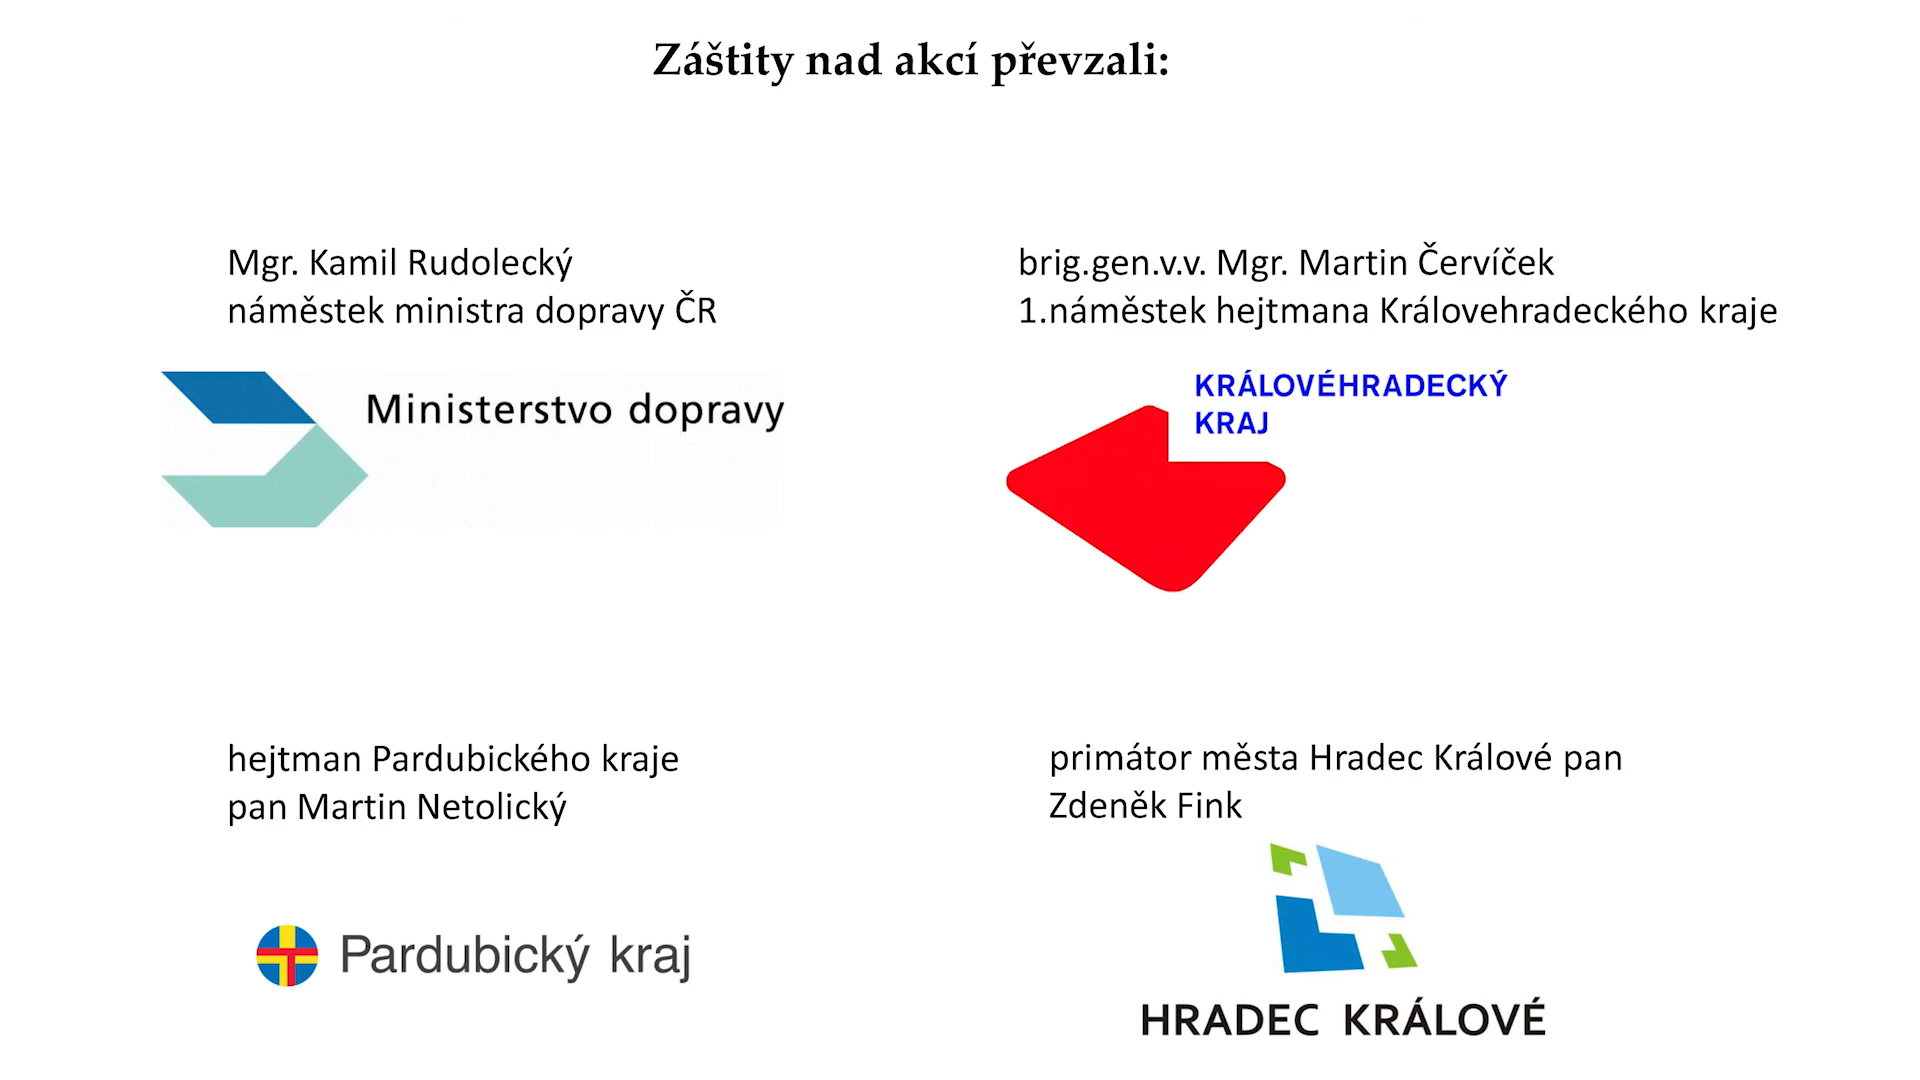 Záštity nad akcí převzali:
Mgr. Kamil Rudolecký
náměstek ministra dopravy ČR
Ministerstvo dopravy
brig.gen.v.v. Mgr. Martin Červíček
1.náměstek hejtmana Královehradeckého kraje
KRÁLOVÉHRADECKÝ
KRAJ
hejtman Pardubického kraje
pan Martin Netolický
Pardubický kraj
primátor města Hradec Králové pan
Zdeněk Fink
HRADEC KRÁLOVÉ